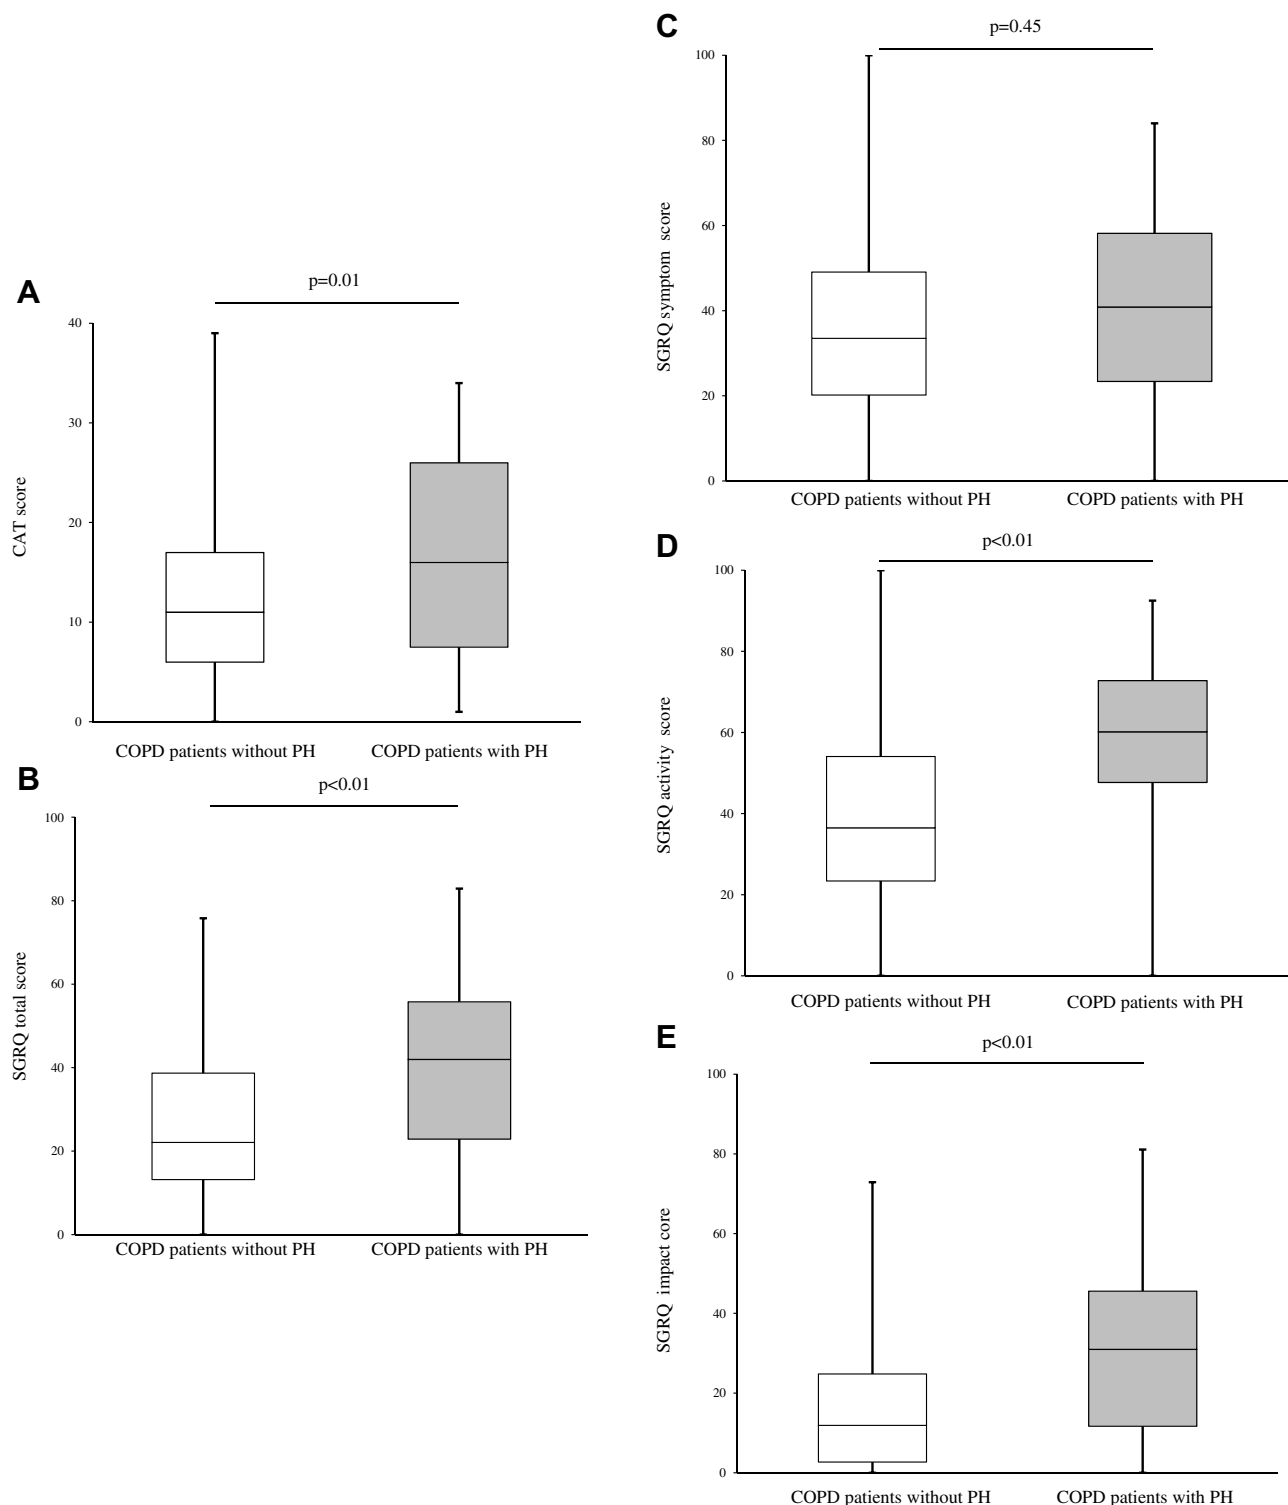 A
p=0.01
40
30
20
10
0
CAT score
COPD patients without PH
COPD patients with PH
B
p<0.01
100
80
60
40
20
0
SGRQ total score
COPD patients without PH
COPD patients with PH
C
p=0.45
100
80
60
40
20
0
SGRQ symptom score
COPD patients without PH
COPD patients with PH
D
p<0.01
100
80
60
40
20
0
SGRQ activity score
COPD patients without PH
COPD patients with PH
E
p<0.01
100
80
60
40
20
0
SGRQ impact core
COPD patients without PH
COPD patients with PH